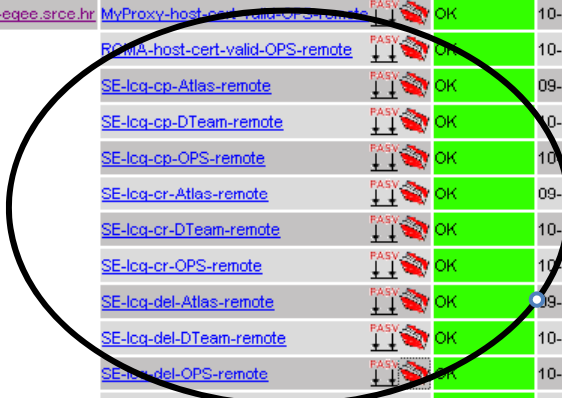 -egee.srce.hr MyProxy-host-cert-valid-OPS-remote PASV OK 10-
ROMA-host-cert-valid-OPS-remote PASV OK 10-
SE-lcg-cp-Atlas-remote PASV OK 09-
SE-lcg-cp-DTeam-remote PASV OK 10-
SE-lcg-cp-OPS-remote PASV OK 10-
SE-lcg-cr-Atlas-remote PASV OK 09-
SE-lcg-cr-DTeam-remote PASV OK 10-
SE-lcg-cr-OPS-remote PASV OK 10-
SE-lcg-del-Atlas-remote PASV OK 09-
SE-lcg-del-DTeam-remote PASV OK 10-
SE-lcg-del-OPS-remote PASV OK 10-